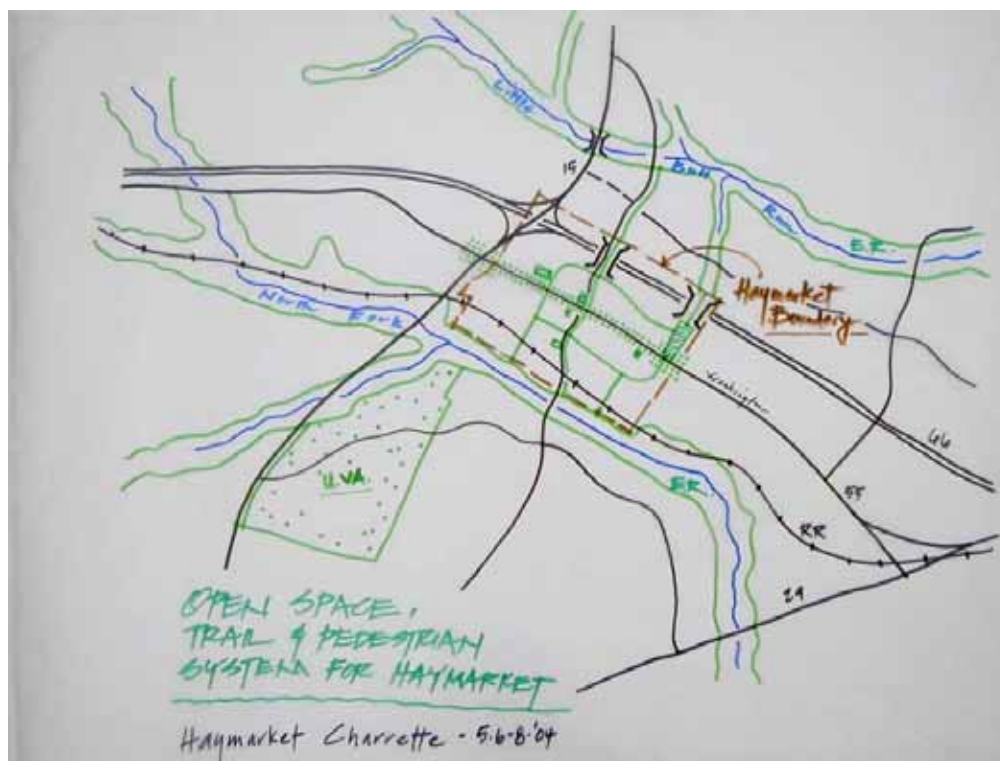 Little
Bull
Run
E.R.
15
Haymarket
Boundary
North
Fork
Washington
66
U.VA.
E.R.
55
RR
29
OPEN SPACE,
TRAIL & PEDESTRIAN
SYSTEM FOR HAYMARKET
Haymarket Charrette - 5·6-8·'04